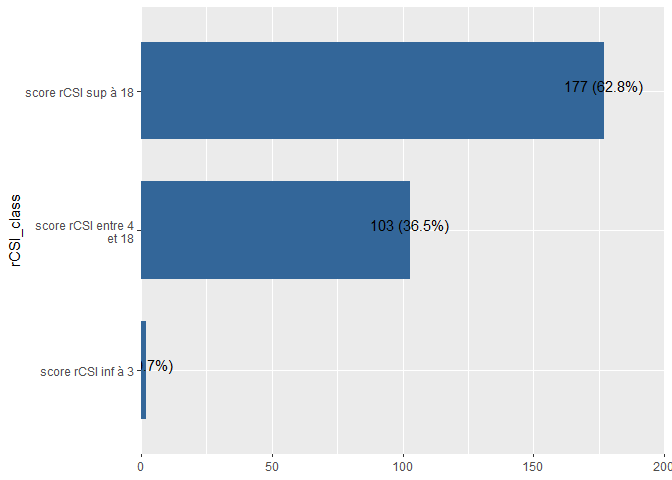 rCSI_class
score rCSI sup à 18
177 (62.8%)
score rCSI entre 4
et 18
103 (36.5%)
score rCSI inf à 3
.7%)
0
50
100
150
200